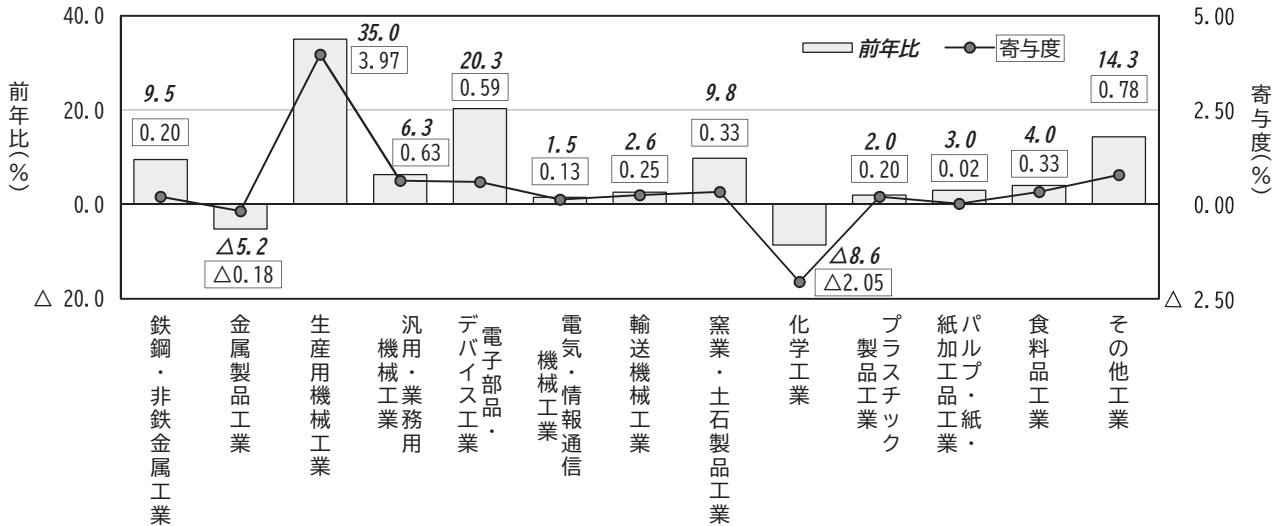 40.0
20.0
0.0
△ 20.0
前年比(%)
5.00
2.50
0.00
△ 2.50
寄与度(%)
前年比
寄与度
9.5
0.20
△5.2
△0.18
35.0
3.97
6.3
0.63
20.3
0.59
1.5
0.13
2.6
0.25
9.8
0.33
△8.6
△2.05
2.0
0.20
3.0
0.02
4.0
0.33
14.3
0.78
鉄鋼・非鉄金属工業
金属製品工業
生産用機械工業
汎用・業務用
機械工業
電子部品・
デバイス工業
電気・情報通信
機械工業
輸送機械工業
窯業・土石製品工業
化学工業
プラスチック
製品工業
パルプ・紙・
紙加工品工業
食料品工業
その他工業